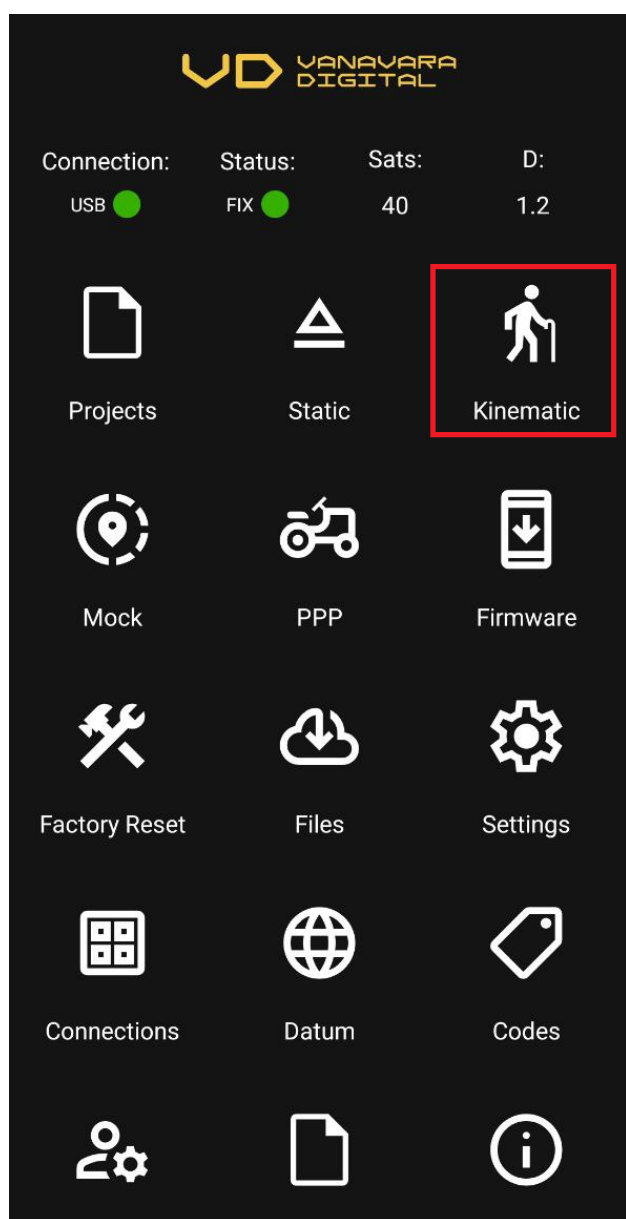 VD VANAVARA
DIGITAL
Connection: Status: Sats: D:
USB FIX 40 1.2
Projects Static Kinematic
Mock PPP Firmware
Factory Reset Files Settings
Connections Datum Codes